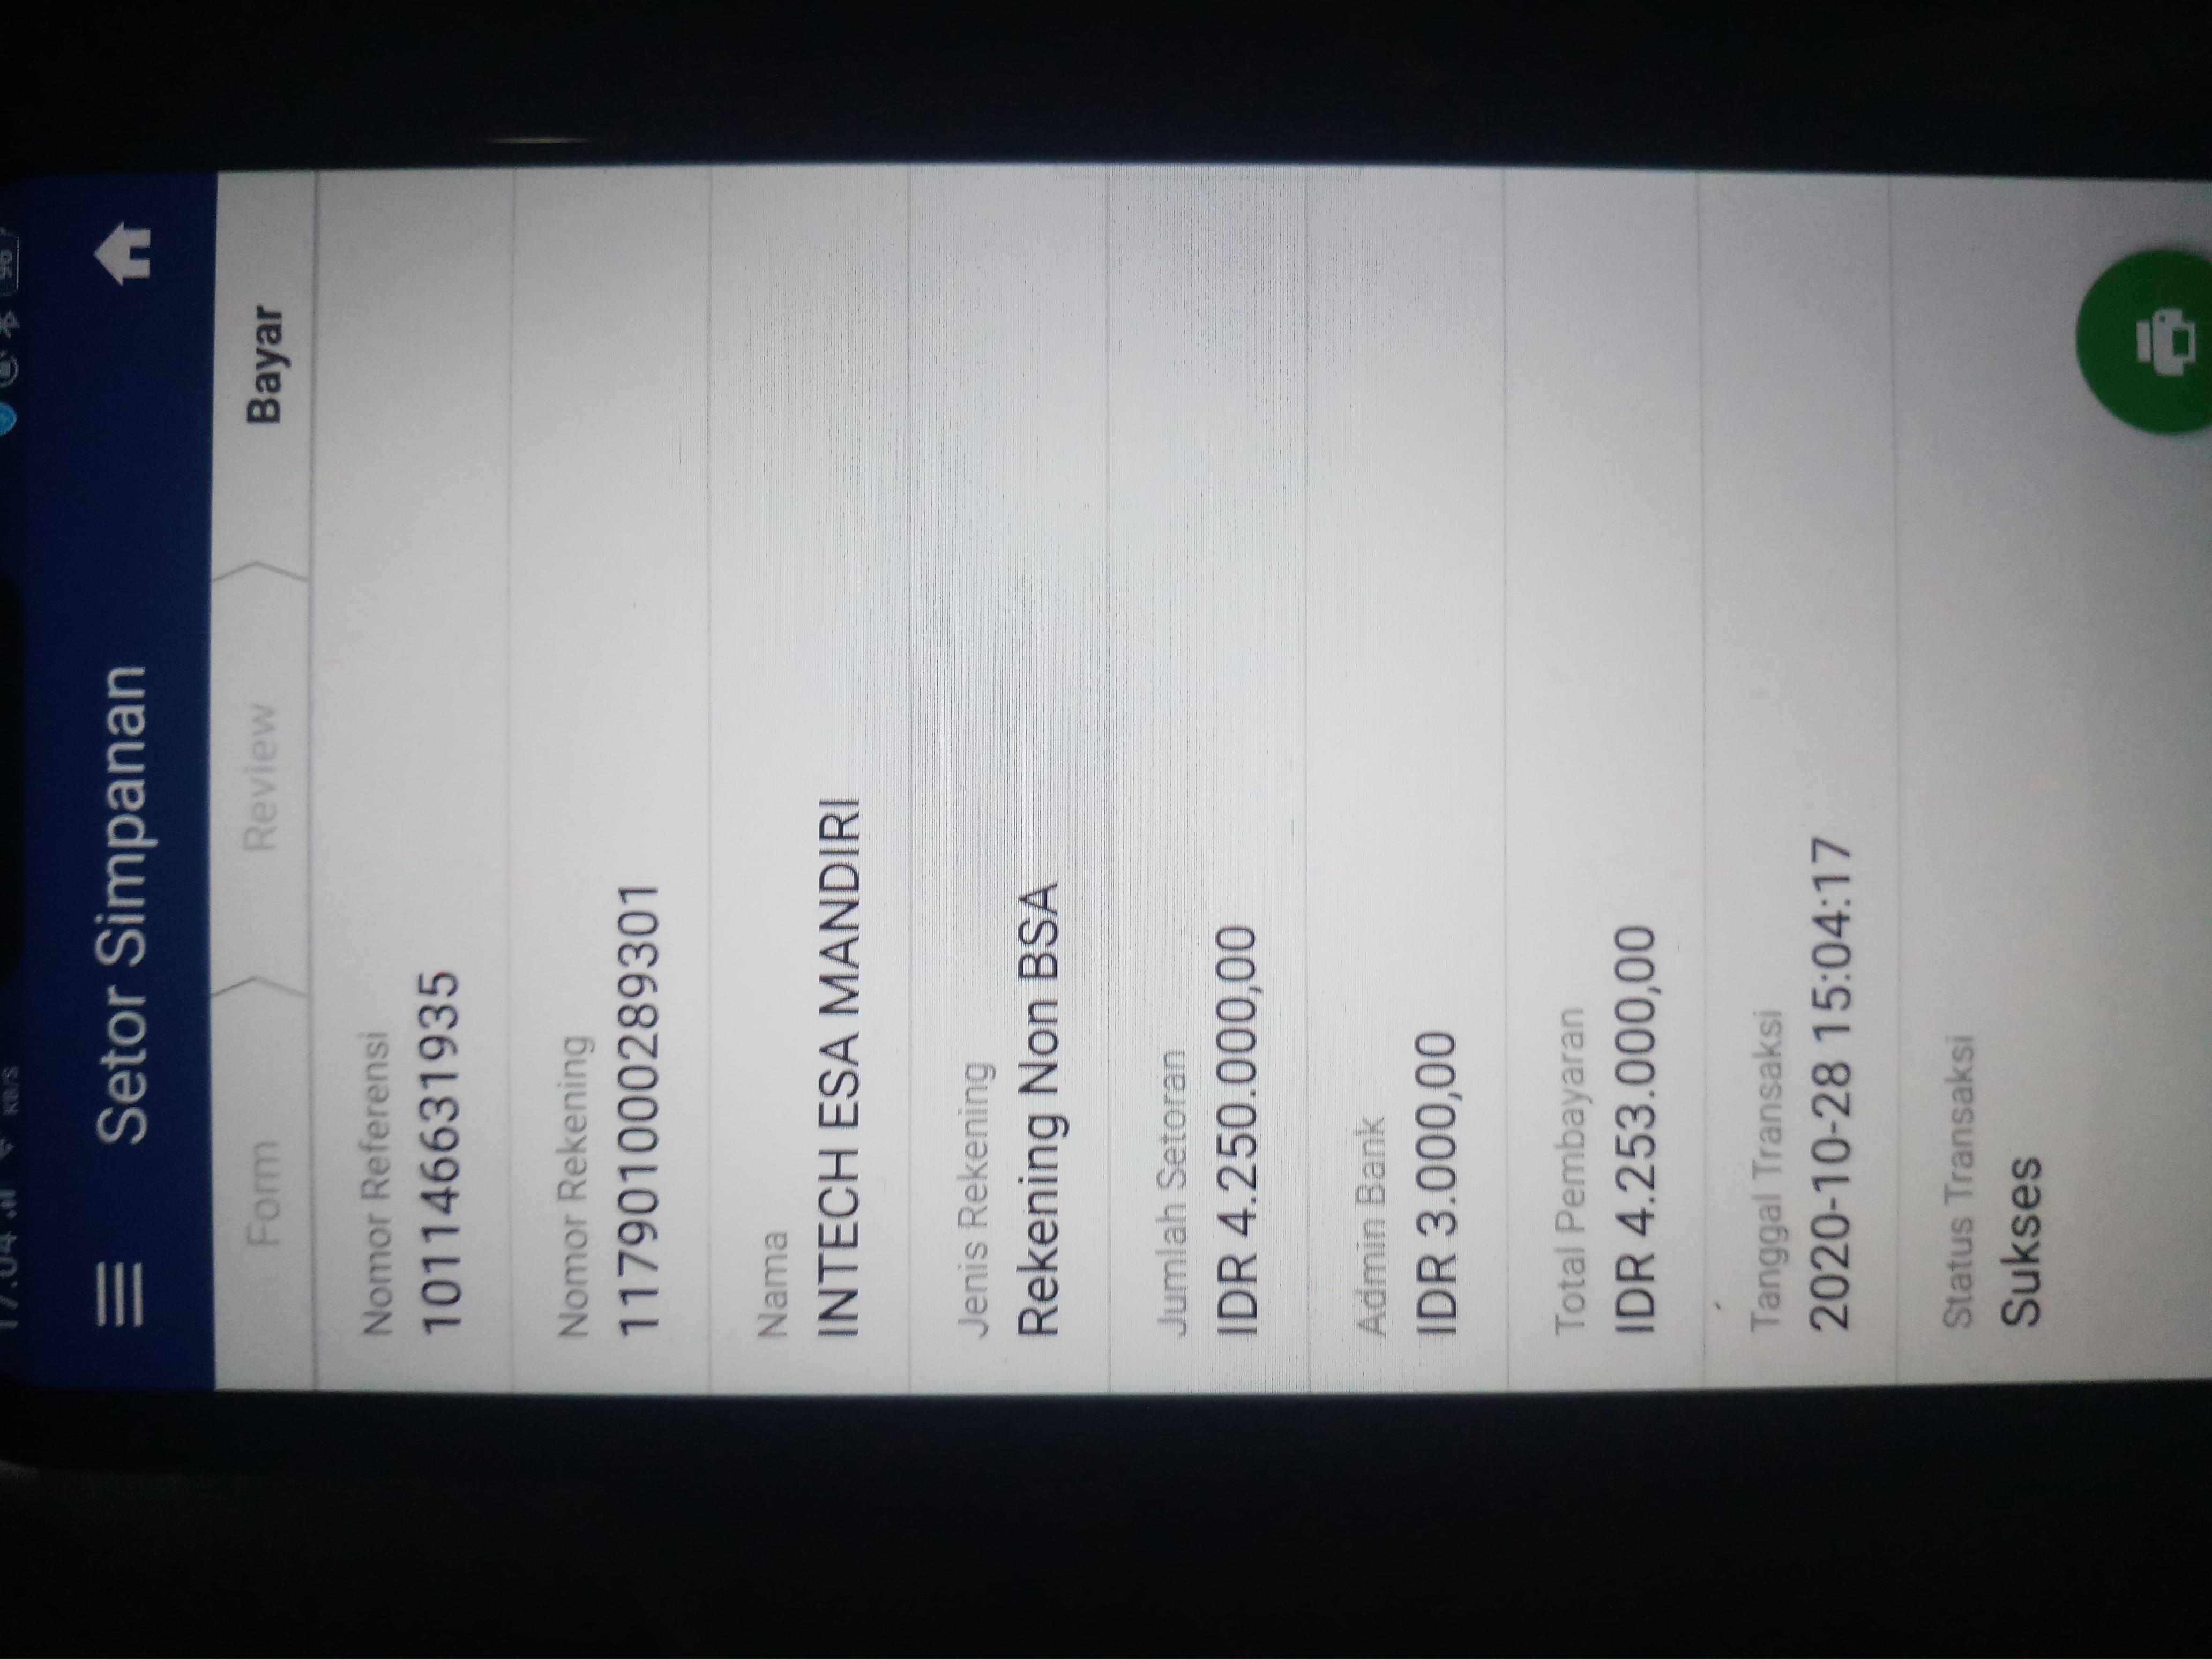 17.04
KB/S
96
Setor Simpanan
Form Review Bayar
Nomor Referensi
101146631935
Nomor Rekening
117901000289301
Nama
INTECH ESA MANDIRI
Jenis Rekening
Rekening Non BSA
Jumlah Setoran
IDR 4.250.000,00
Admin Bank
IDR 3.000,00
Total Pembayaran
IDR 4.253.000,00
Tanggal Transaksi
2020-10-28 15:04:17
Status Transaksi
Sukses